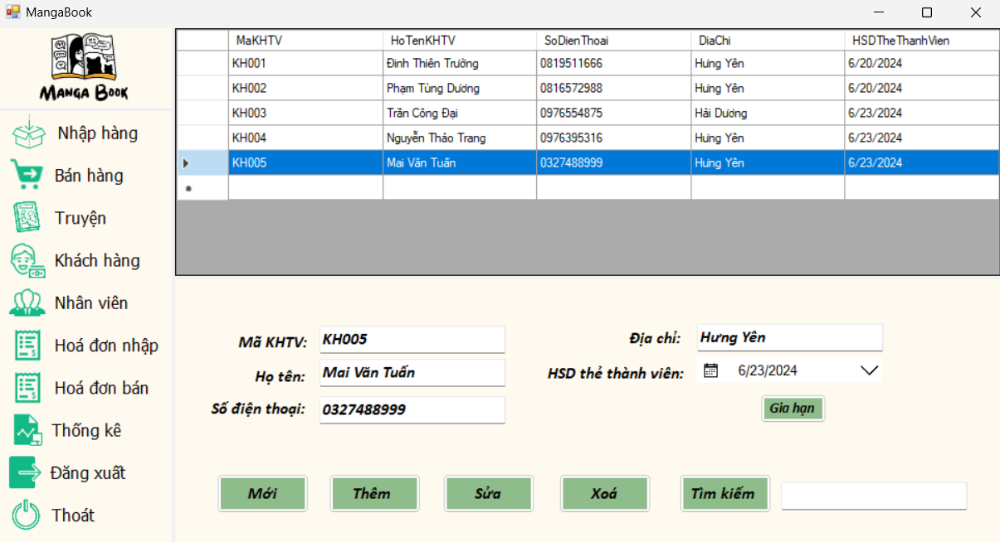 MangaBook
MANGA BOOK
Nhập hàng
Bán hàng
Truyện
Khách hàng
Nhân viên
Hoá đơn nhập
Hoá đơn bán
Thống kê
Đăng xuất
Thoát
MaKHTV HoTenKHTV SoDienThoai DiaChi HSDTheThanhVien
KH001 Đinh Thiên Trường 0819511666 Hưng Yên 6/20/2024
KH002 Phạm Tùng Dương 0816572988 Hưng Yên 6/20/2024
KH003 Trần Công Đại 0976554875 Hải Dương 6/23/2024
KH004 Nguyễn Thảo Trang 0976395316 Hưng Yên 6/23/2024
KH005 Mai Văn Tuấn 0327488999 Hưng Yên 6/23/2024
Mã KHTV: KH005
Họ tên: Mai Văn Tuấn
Số điện thoại: 0327488999
Địa chỉ: Hưng Yên
HSD thẻ thành viên: 6/23/2024
Gia hạn
Mới Thêm Sửa Xoá Tìm kiếm